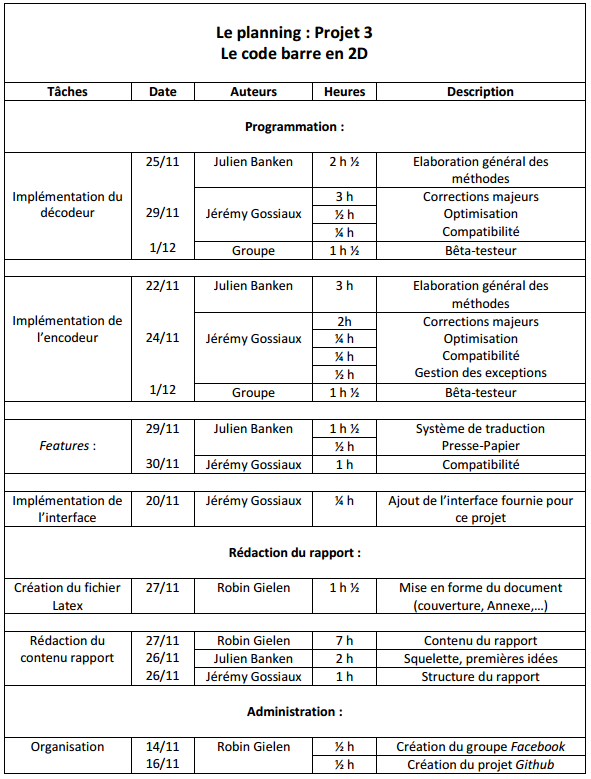 Le planning : Projet 3
Le code barre en 2D
Tâches Date Auteurs Heures Description
Programmation :
25/11 Julien Banken 2 h ½ Elaboration général des
méthodes
Implémentation du 3 h Corrections majeurs
décodeur 29/11 Jérémy Gossiaux ½ h Optimisation
¼ h Compatibilité
1/12 Groupe 1 h ½ Bêta-testeur
22/11 Julien Banken 3 h Elaboration général des
méthodes
Implémentation de 2h Corrections majeurs
l’encodeur 24/11 Jérémy Gossiaux ¼ h Optimisation
¼ h Compatibilité
½ h Gestion des exceptions
1/12 Groupe 1 h ½ Bêta-testeur
29/11 Julien Banken 1 h ½ Système de traduction
Features : ½ h Presse-Papier
30/11 Jérémy Gossiaux 1 h Compatibilité
Implémentation de 20/11 Jérémy Gossiaux ¼ h Ajout de l’interface fournie pour
l’interface ce projet
Rédaction du rapport :
Création du fichier 27/11 Robin Gielen 1 h ½ Mise en forme du document
Latex (couverture, Annexe,…)
Rédaction du 27/11 Robin Gielen 7 h Contenu du rapport
contenu rapport 26/11 Julien Banken 2 h Squelette, premières idées
26/11 Jérémy Gossiaux 1 h Structure du rapport
Administration :
Organisation 14/11 Robin Gielen ½ h Création du groupe Facebook
16/11 ½ h Création du projet Github